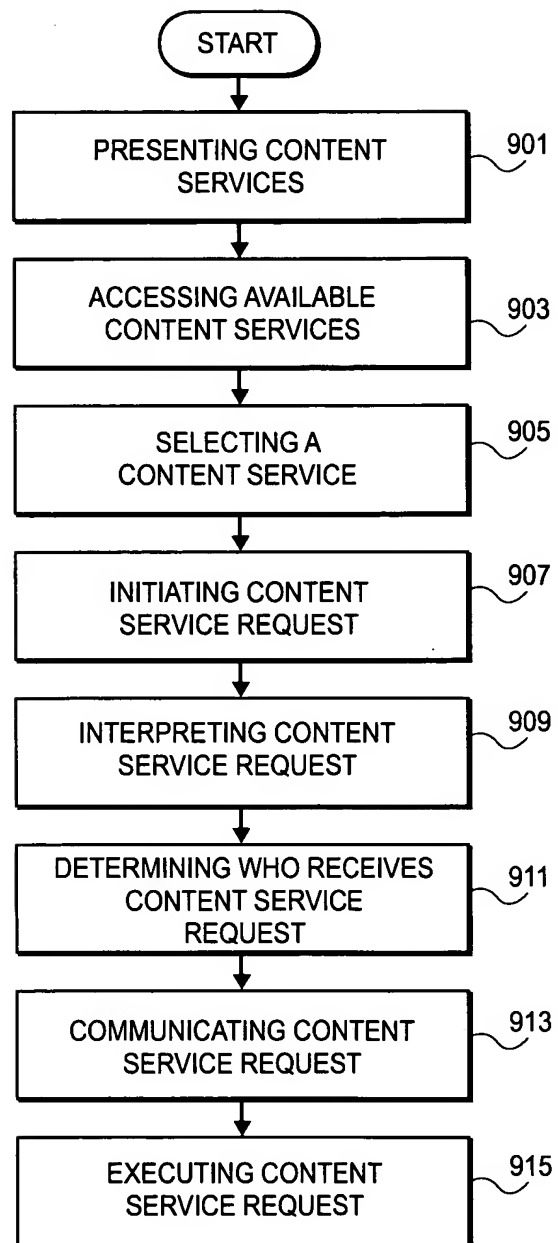 START
PRESENTING CONTENT
SERVICES
901
ACCESSING AVAILABLE
CONTENT SERVICES
903
SELECTING A
CONTENT SERVICE
905
INITIATING CONTENT
SERVICE REQUEST
907
INTERPRETING CONTENT
SERVICE REQUEST
909
DETERMINING WHO RECEIVES
CONTENT SERVICE
REQUEST
911
COMMUNICATING CONTENT
SERVICE REQUEST
913
EXECUTING CONTENT
SERVICE REQUEST
915